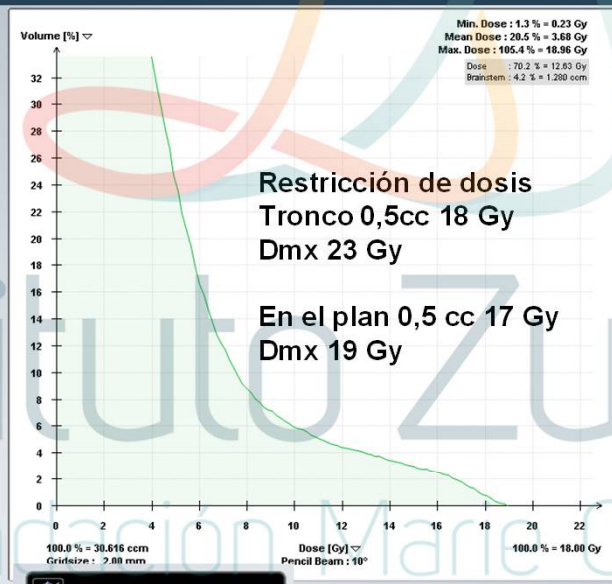 Volume [%]
Min. Dose : 1.3 % = 0.23 Gy
Mean Dose : 20.5 % = 3.68 Gy
Max. Dose : 105.4 % = 18.96 Gy
Dose : 70.2 % = 12.63 Gy
Brainstem : 4.2 % = 1.280 ccm
32
30
28
26
24
22
20
18
16
14
12
10
8
6
4
2
0
Restricción de dosis
Tronco 0,5cc 18 Gy
Dmx 23 Gy
En el plan 0,5 cc 17 Gy
Dmx 19 Gy
0 2 4 6 8 10 12 14 16 18 20 22
100.0 % = 30.616 ccm
Dose [Gy]
100.0 % = 18.00 Gy
Gridsize : 2.00 mm
Pencil Beam : 10°